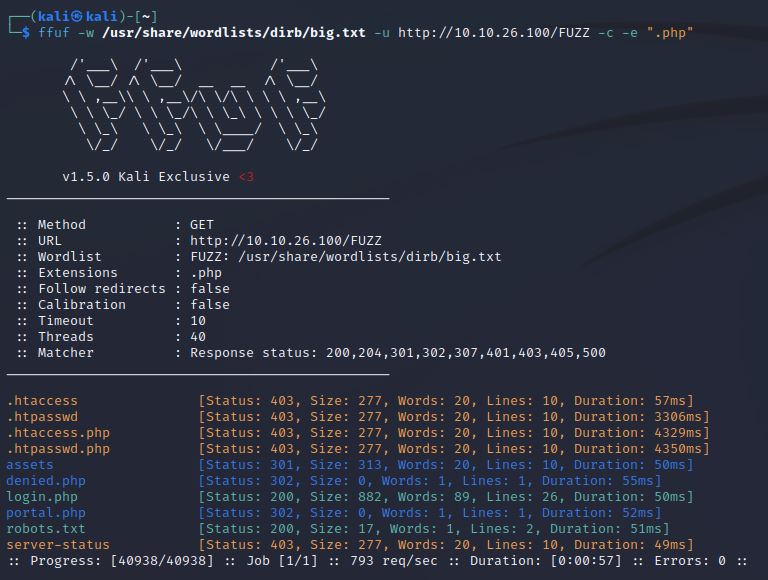 ┌──(kali㉿kali)-[~]
└─$ ffuf -w /usr/share/wordlists/dirb/big.txt -u http://10.10.26.100/FUZZ -c -e ".php"

        /'___\  /'___\           /'___\
       /\ \__/ /\ \__/  __  __  /\ \__/
       \ \ ,__\\ \ ,__\/\ \/\ \ \ \ ,__\
        \ \ \_/ \ \ \_/\ \ \_\ \ \ \ \_/
         \ \_\   \ \_\  \ \____/  \ \_\
          \/_/    \/_/   \/___/    \/_/

       v1.5.0 Kali Exclusive <3
________________________________________________

 :: Method           : GET
 :: URL              : http://10.10.26.100/FUZZ
 :: Wordlist         : FUZZ: /usr/share/wordlists/dirb/big.txt
 :: Extensions       : .php
 :: Follow redirects : false
 :: Calibration      : false
 :: Timeout          : 10
 :: Threads          : 40
 :: Matcher          : Response status: 200,204,301,302,307,401,403,405,500
________________________________________________

.htaccess               [Status: 403, Size: 277, Words: 20, Lines: 10, Duration: 57ms]
.htpasswd               [Status: 403, Size: 277, Words: 20, Lines: 10, Duration: 3306ms]
.htaccess.php           [Status: 403, Size: 277, Words: 20, Lines: 10, Duration: 4329ms]
.htpasswd.php           [Status: 403, Size: 277, Words: 20, Lines: 10, Duration: 4350ms]
assets                  [Status: 301, Size: 313, Words: 20, Lines: 10, Duration: 50ms]
denied.php              [Status: 302, Size: 0, Words: 1, Lines: 1, Duration: 55ms]
login.php               [Status: 200, Size: 882, Words: 89, Lines: 26, Duration: 50ms]
portal.php              [Status: 302, Size: 0, Words: 1, Lines: 1, Duration: 52ms]
robots.txt              [Status: 200, Size: 17, Words: 1, Lines: 2, Duration: 51ms]
server-status           [Status: 403, Size: 277, Words: 20, Lines: 10, Duration: 49ms]
:: Progress: [40938/40938] :: Job [1/1] :: 793 req/sec :: Duration: [0:00:57] :: Errors: 0 ::